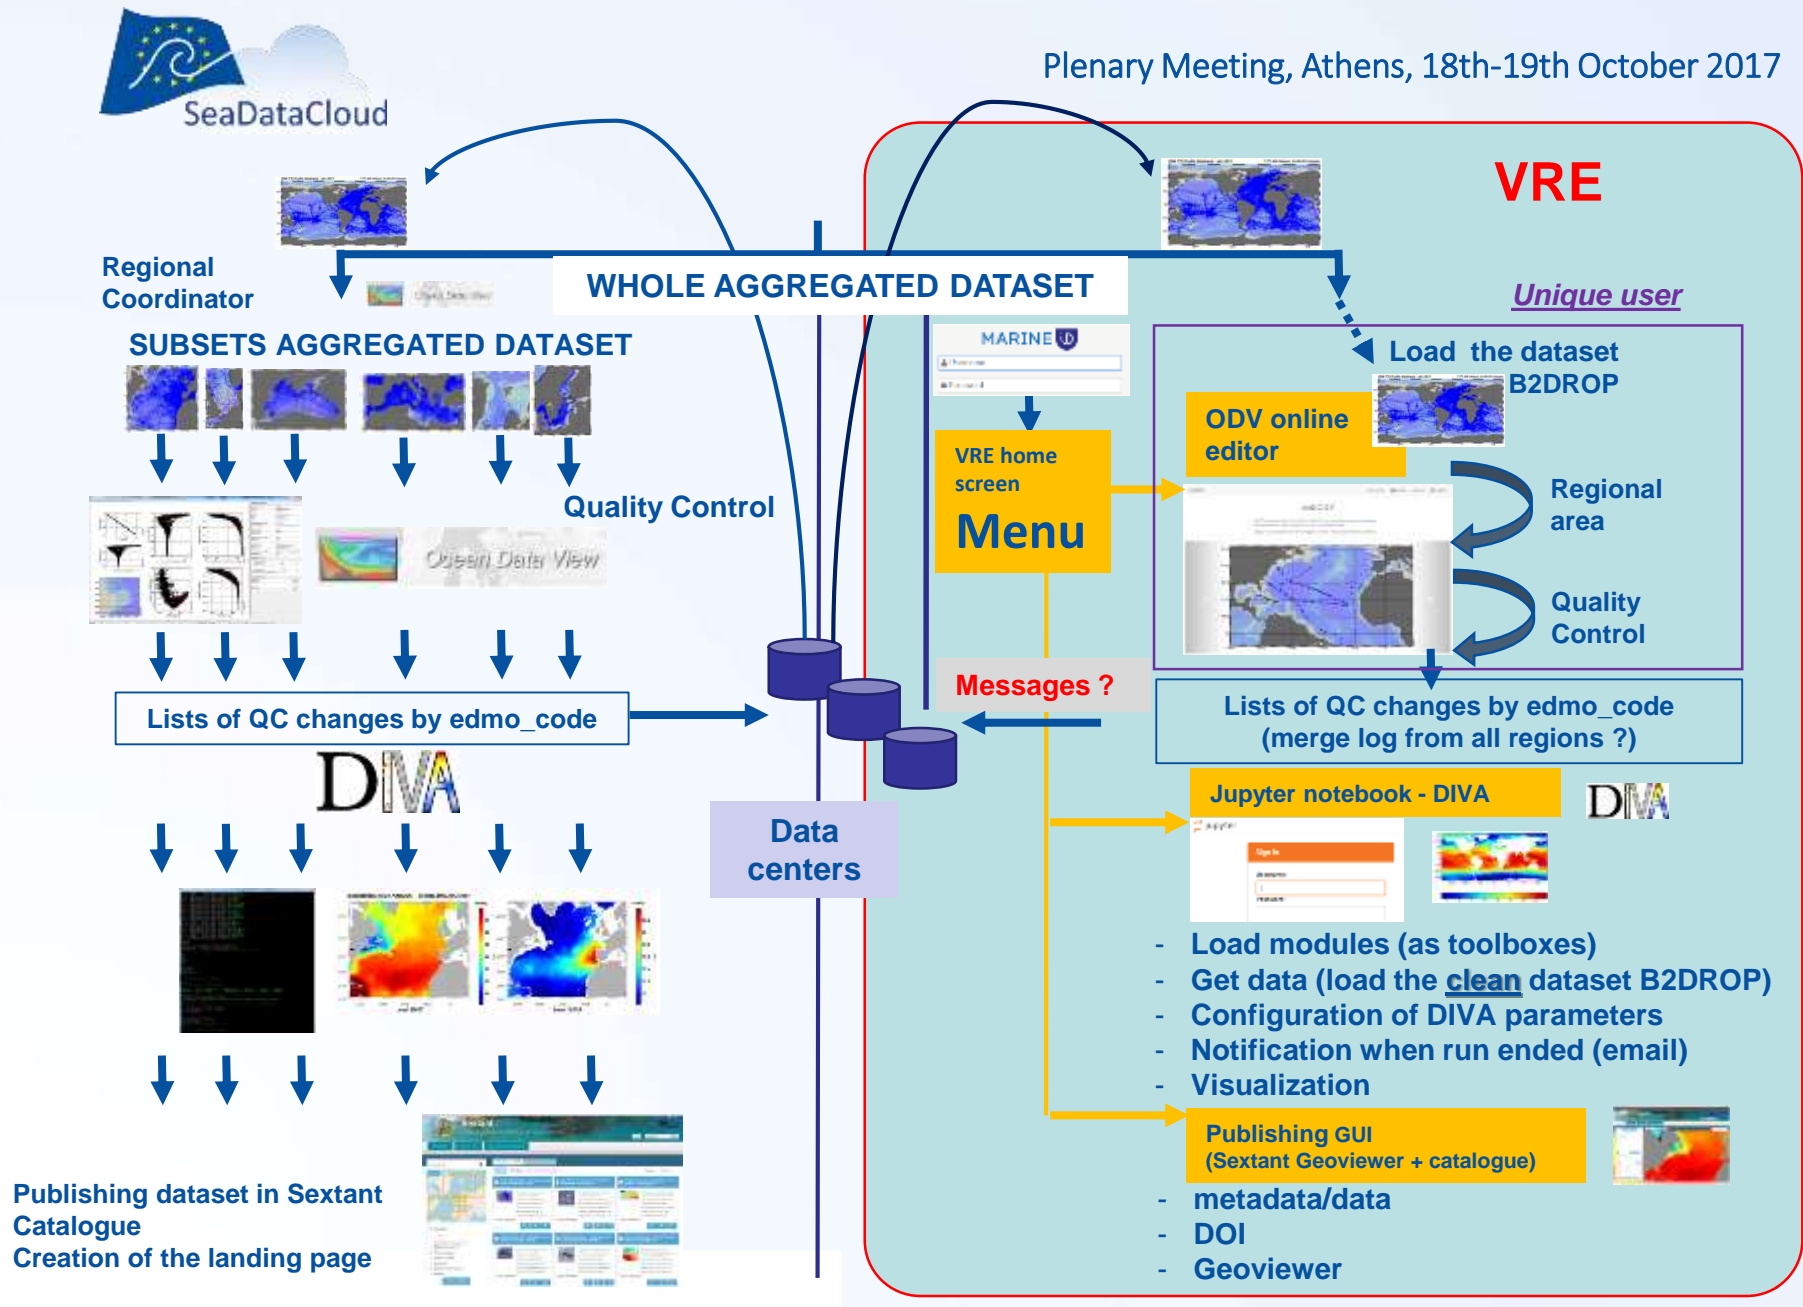 SeaDataCloud
Plenary Meeting, Athens, 18th-19th October 2017
VRE
Regional
Coordinator
WHOLE AGGREGATED DATASET
Unique user
SUBSETS AGGREGATED DATASET
MARINE iD
Password
Load the dataset
B2DROP
ODV online
editor
VRE home
screen
Menu
Regional
area
Quality Control
Ocean Data View
Quality
Control
Messages ?
Lists of QC changes by edmo_code
Lists of QC changes by edmo_code
(merge log from all regions ?)
DIVA
Jupyter notebook - DIVA
DIVA
Data
centers
jupyter
Sign in
- Load modules (as toolboxes)
- Get data (load the clean dataset B2DROP)
- Configuration of DIVA parameters
- Notification when run ended (email)
- Visualization
Publishing GUI
(Sextant Geoviewer + catalogue)
Publishing dataset in Sextant
Catalogue
Creation of the landing page
- metadata/data
- DOI
- Geoviewer